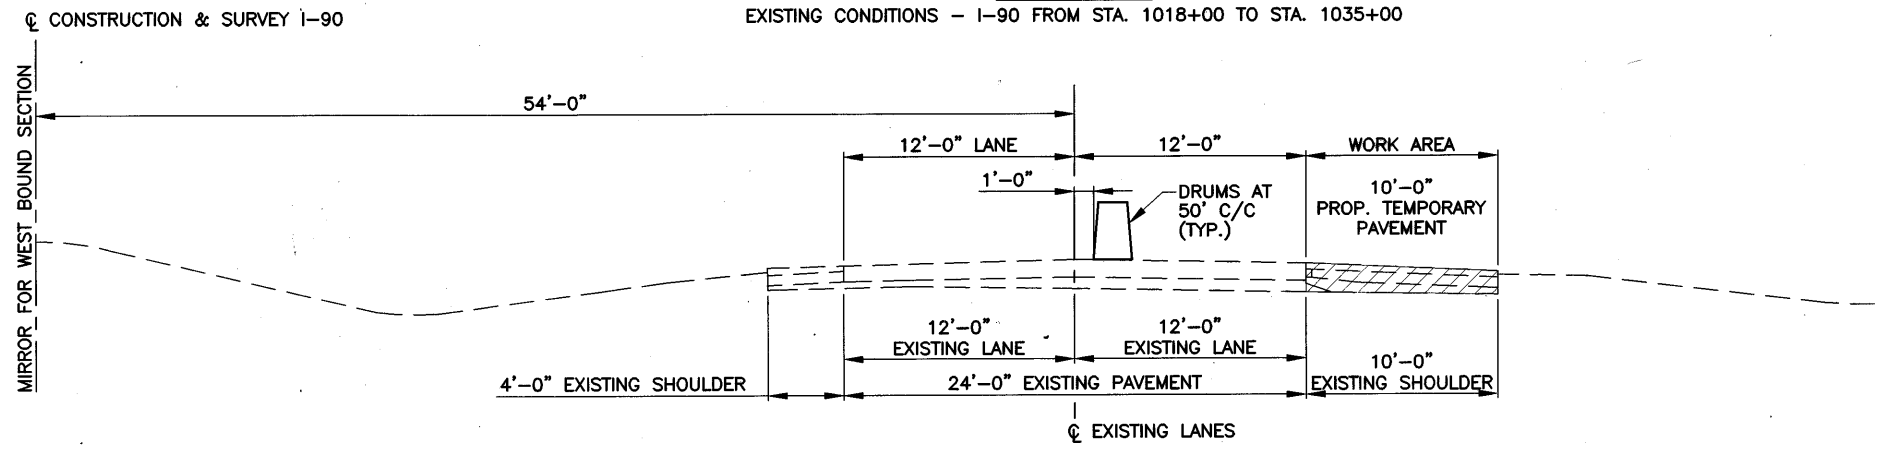 ℄ CONSTRUCTION & SURVEY I-90
EXISTING CONDITIONS - I-90 FROM STA. 1018+00 TO STA. 1035+00
MIRROR FOR WEST BOUND SECTION
54'-0"
12'-0" LANE
12'-0"
WORK AREA
1'-0"
DRUMS AT
50' C/C
(TYP.)
10'-0"
PROP. TEMPORARY
PAVEMENT
12'-0"
EXISTING LANE
12'-0"
EXISTING LANE
10'-0"
EXISTING SHOULDER
4'-0" EXISTING SHOULDER
24'-0" EXISTING PAVEMENT
℄ EXISTING LANES